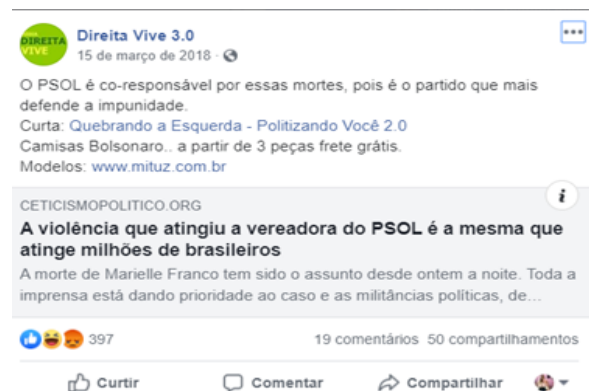 DIREITA
VIVE
Direita Vive 3.0
15 de março de 2018 ·
O PSOL é co-responsável por essas mortes, pois é o partido que mais
defende a impunidade.
Curta: Quebrando a Esquerda - Politizando Você 2.0
Camisas Bolsonaro.. a partir de 3 peças frete grátis.
Modelos: www.mituz.com.br
i
CETICISMOPOLITICO.ORG
A violência que atingiu a vereadora do PSOL é a mesma que
atinge milhões de brasileiros
A morte de Marielle Franco tem sido o assunto desde ontem a noite. Toda a
imprensa está dando prioridade ao caso e as militâncias políticas, de...
397 19 comentários 50 compartilhamentos
Curtir Comentar Compartilhar